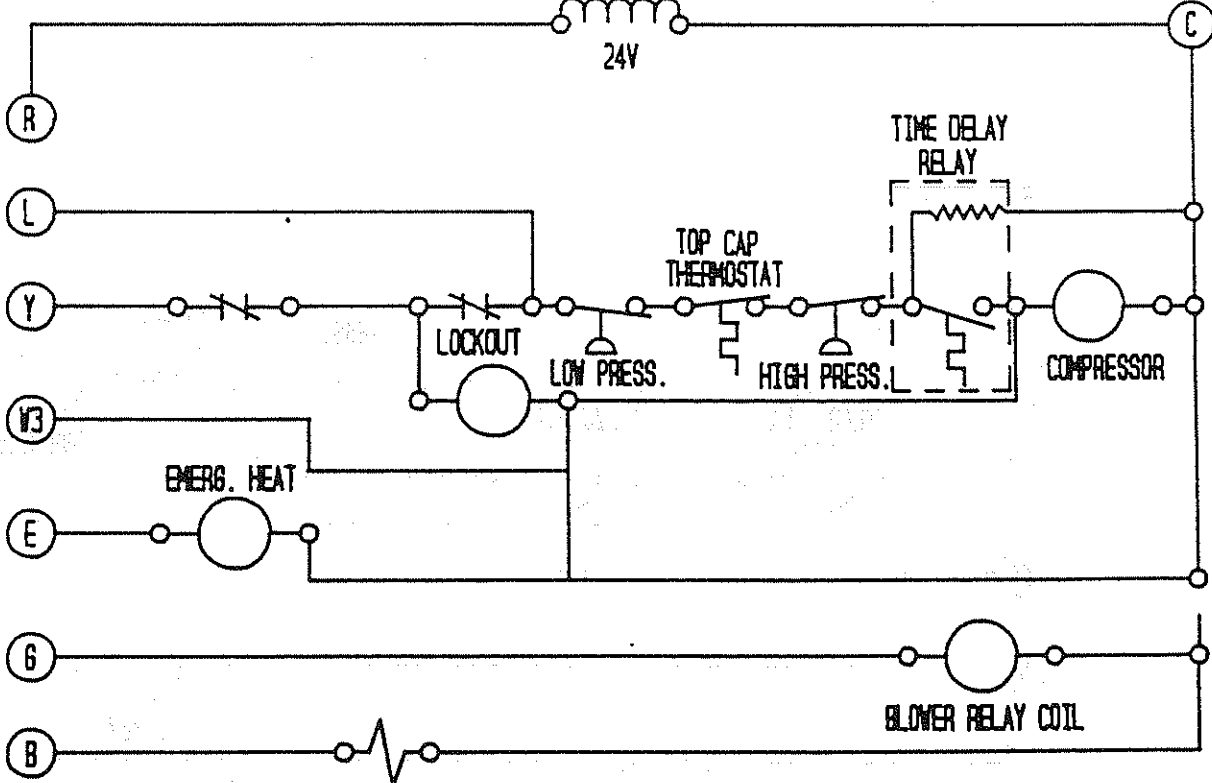 C
24V
R
TIME DELAY
RELAY
L
TOP CAP
THERMOSTAT
Y
LOCKOUT
LOW PRESS.
HIGH PRESS.
COMPRESSOR
W3
EMERG. HEAT
E
G
BLOWER RELAY COIL
B